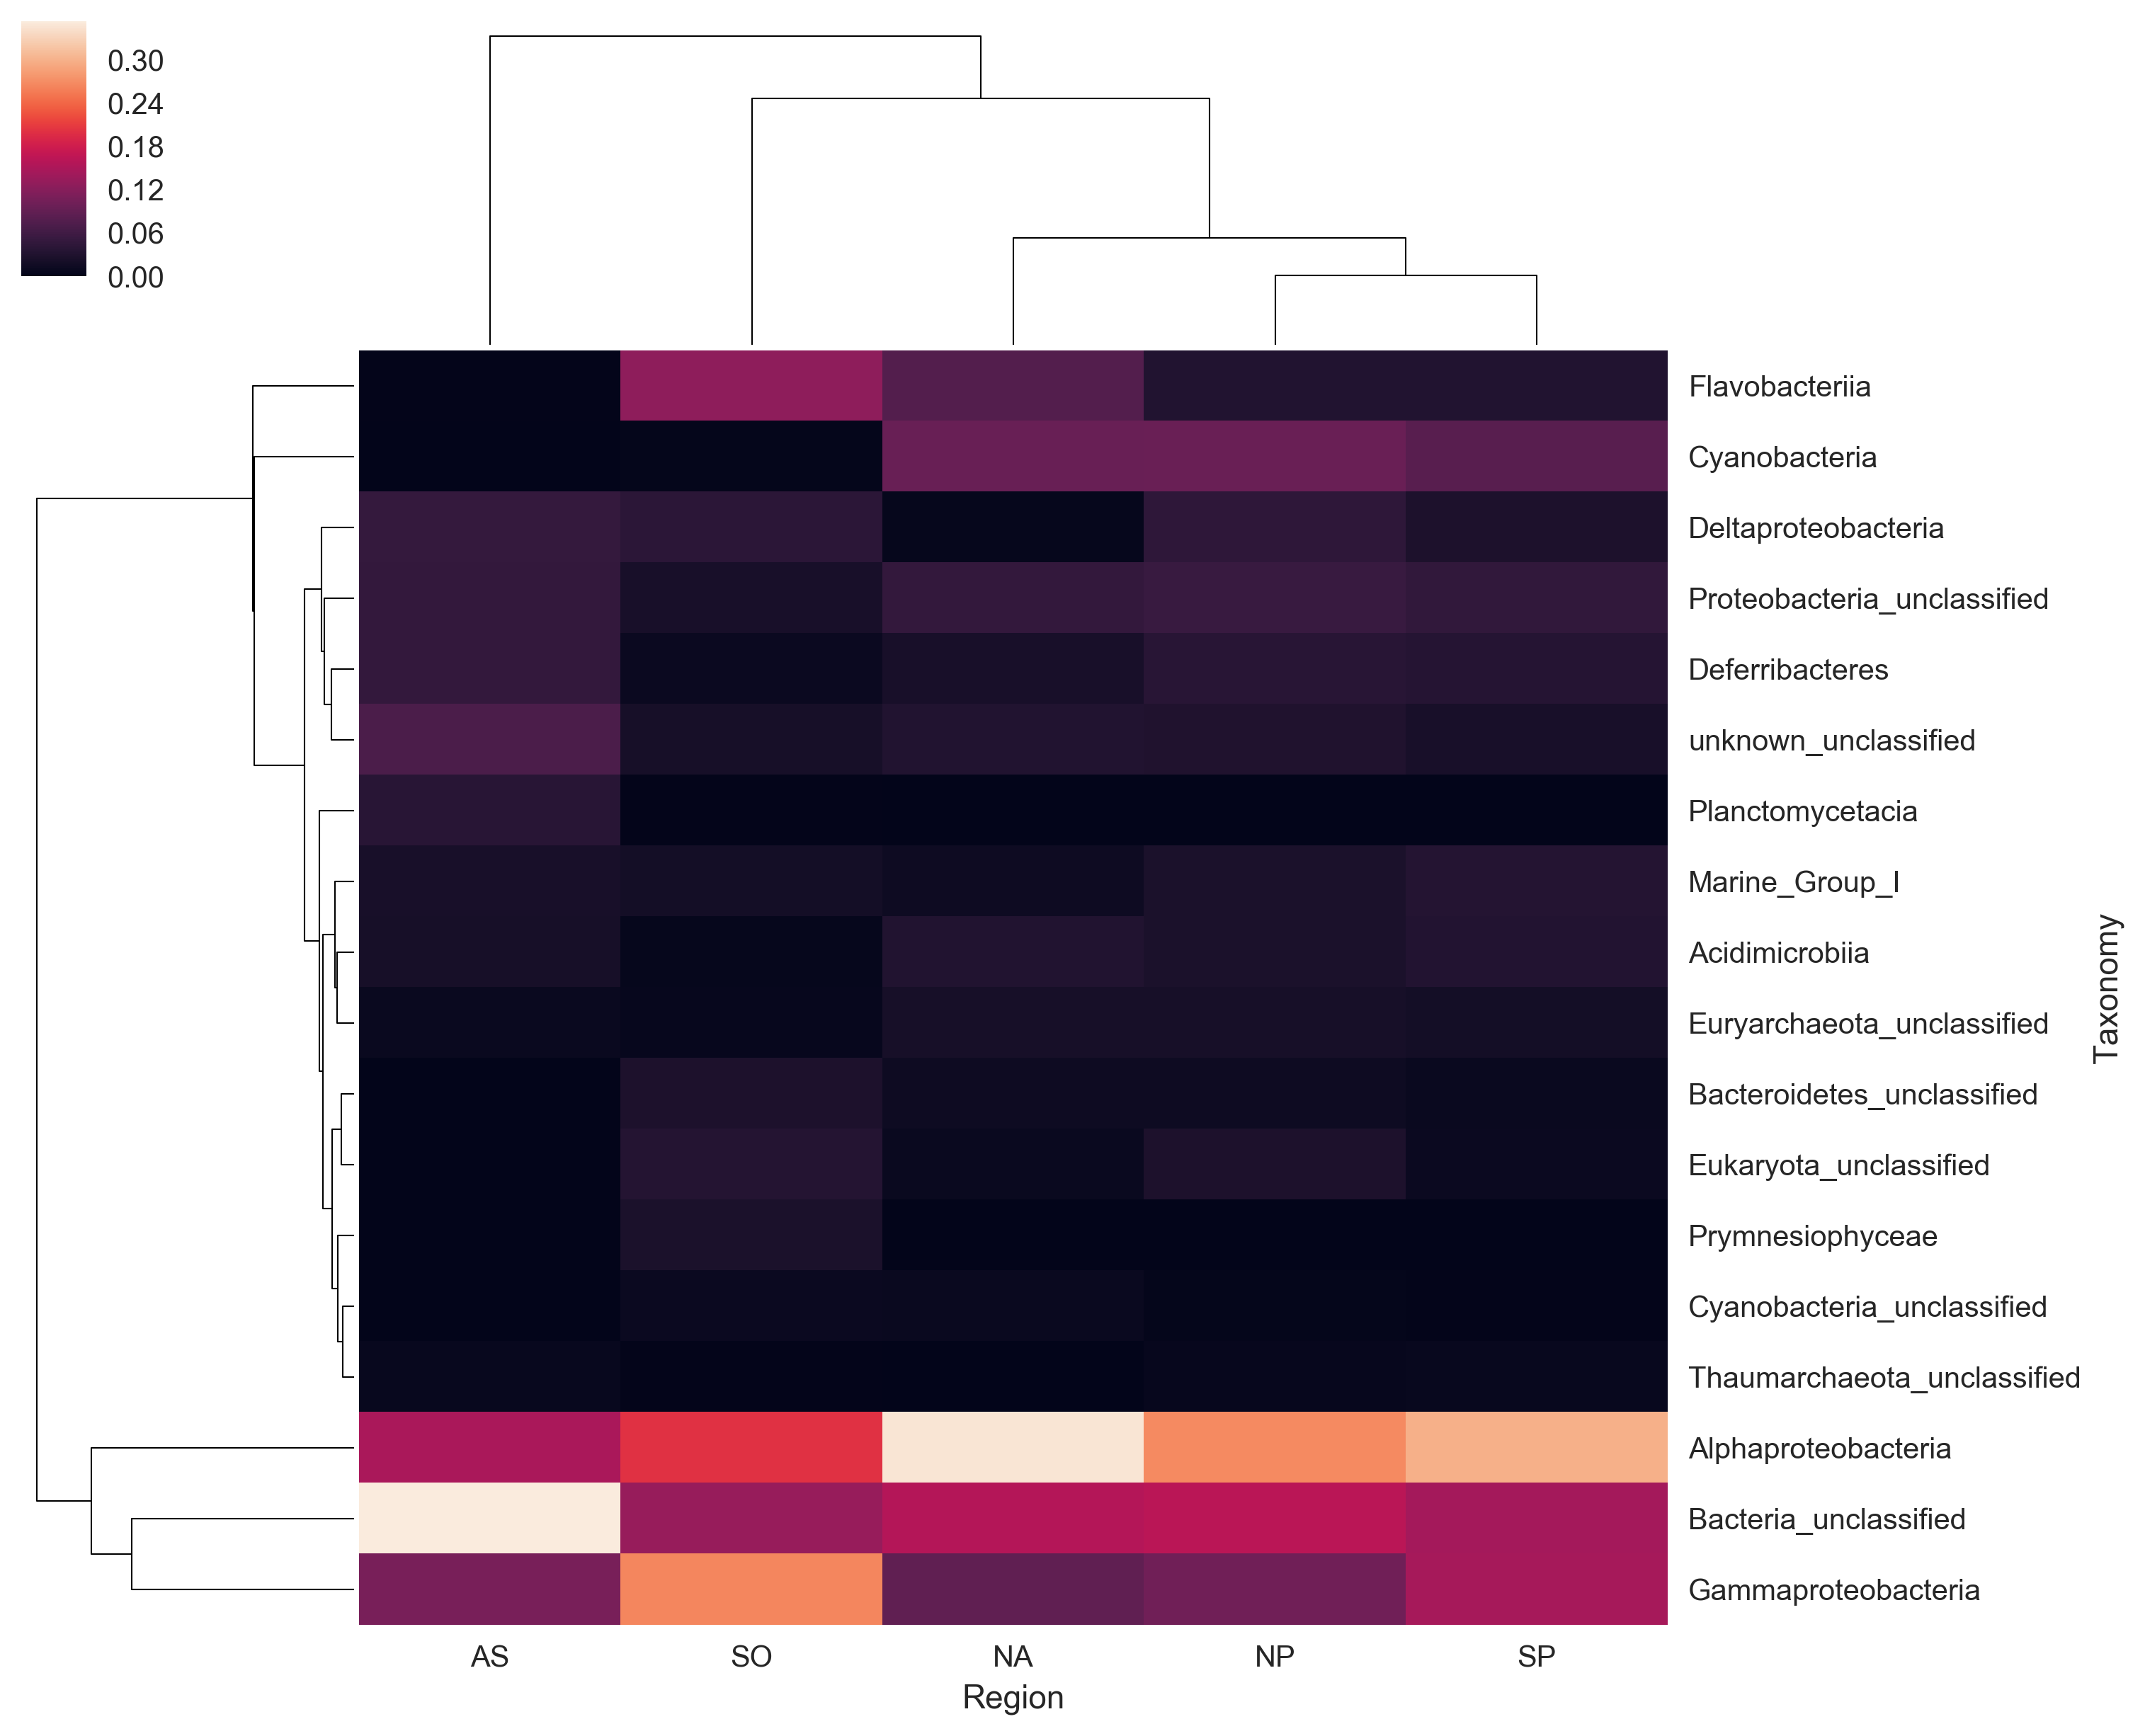 0.30
0.24
0.18
0.12
0.06
0.00
Flavobacteriia
Cyanobacteria
Deltaproteobacteria
Proteobacteria_unclassified
Deferribacteres
unknown_unclassified
Planctomycetacia
Marine_Group_I
Acidimicrobiia
Euryarchaeota_unclassified
Bacteroidetes_unclassified
Eukaryota_unclassified
Prymnesiophyceae
Cyanobacteria_unclassified
Thaumarchaeota_unclassified
Alphaproteobacteria
Bacteria_unclassified
Gammaproteobacteria
Taxonomy
AS SO NA NP SP
Region